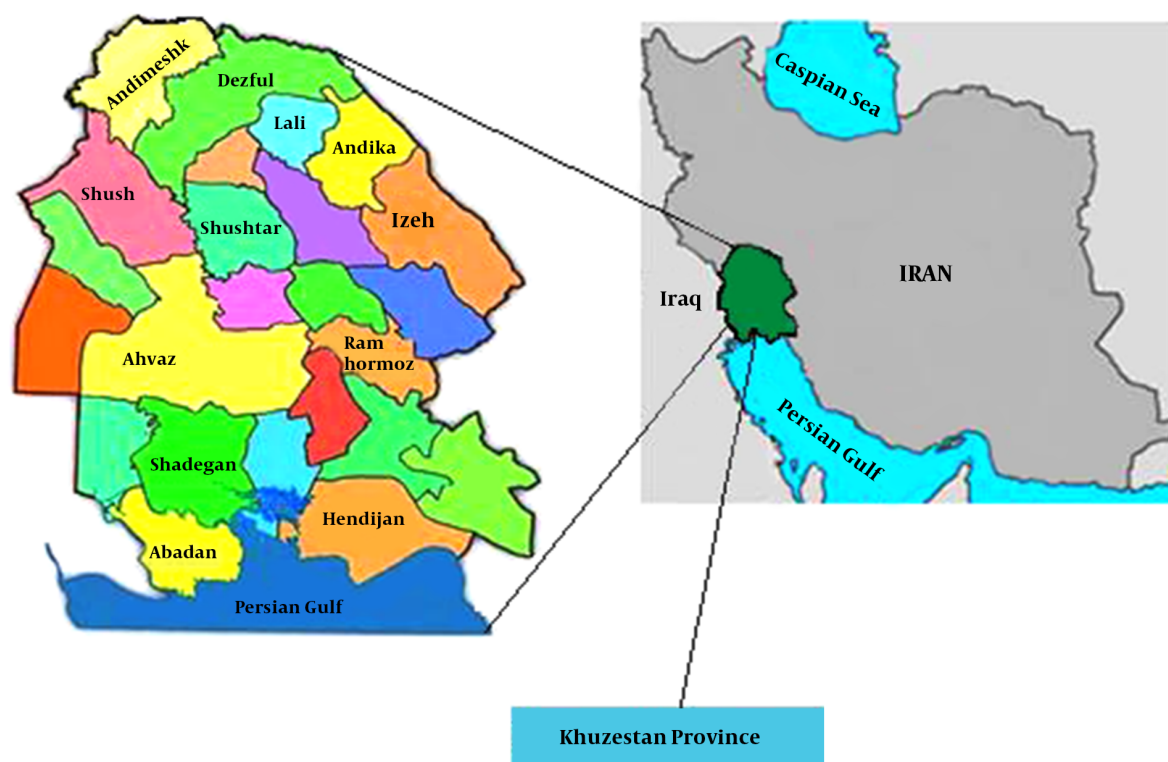 Andimeshk
Dezful
Lali
Andika
Shush
Shushtar
Izeh
Ahvaz
Ram
hormoz
Shadegan
Hendijan
Abadan
Persian Gulf
Caspian Sea
IRAN
Iraq
Persian Gulf
Khuzestan Province